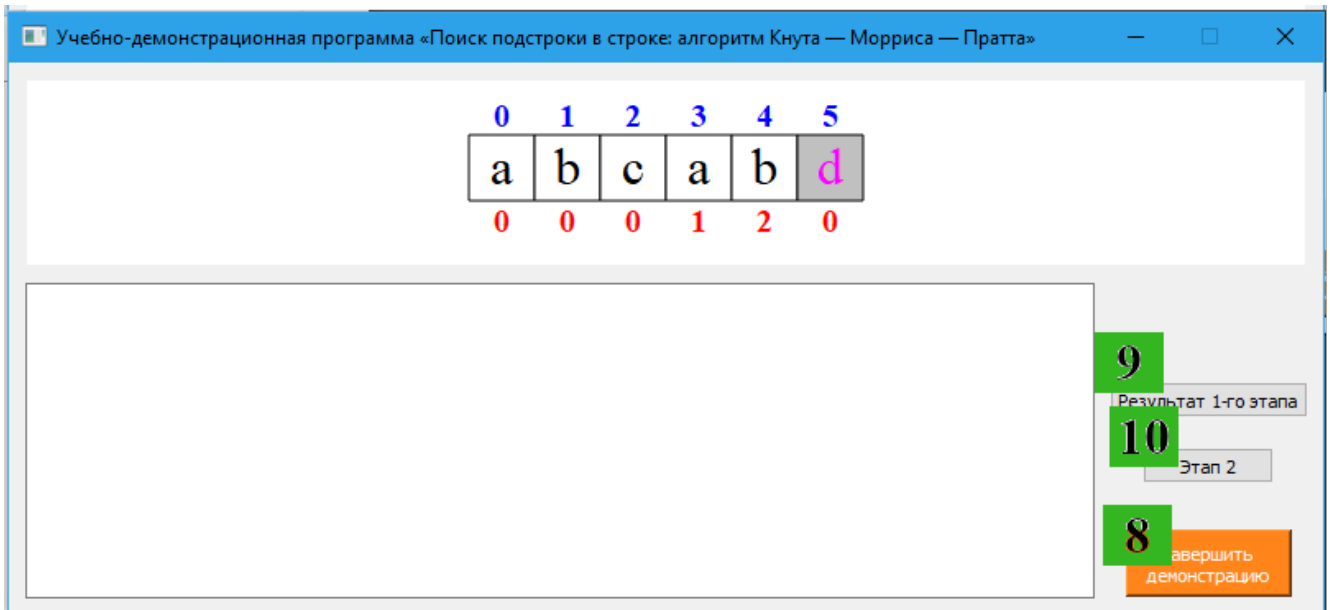 Учебно-демонстрационная программа «Поиск подстроки в строке: алгоритм Кнута — Морриса — Пратта»
0 1 2 3 4 5
a b c a b d
0 0 0 1 2 0
9
Результат 1-го этапа
10
Этап 2
8
авершить
демонстрацию